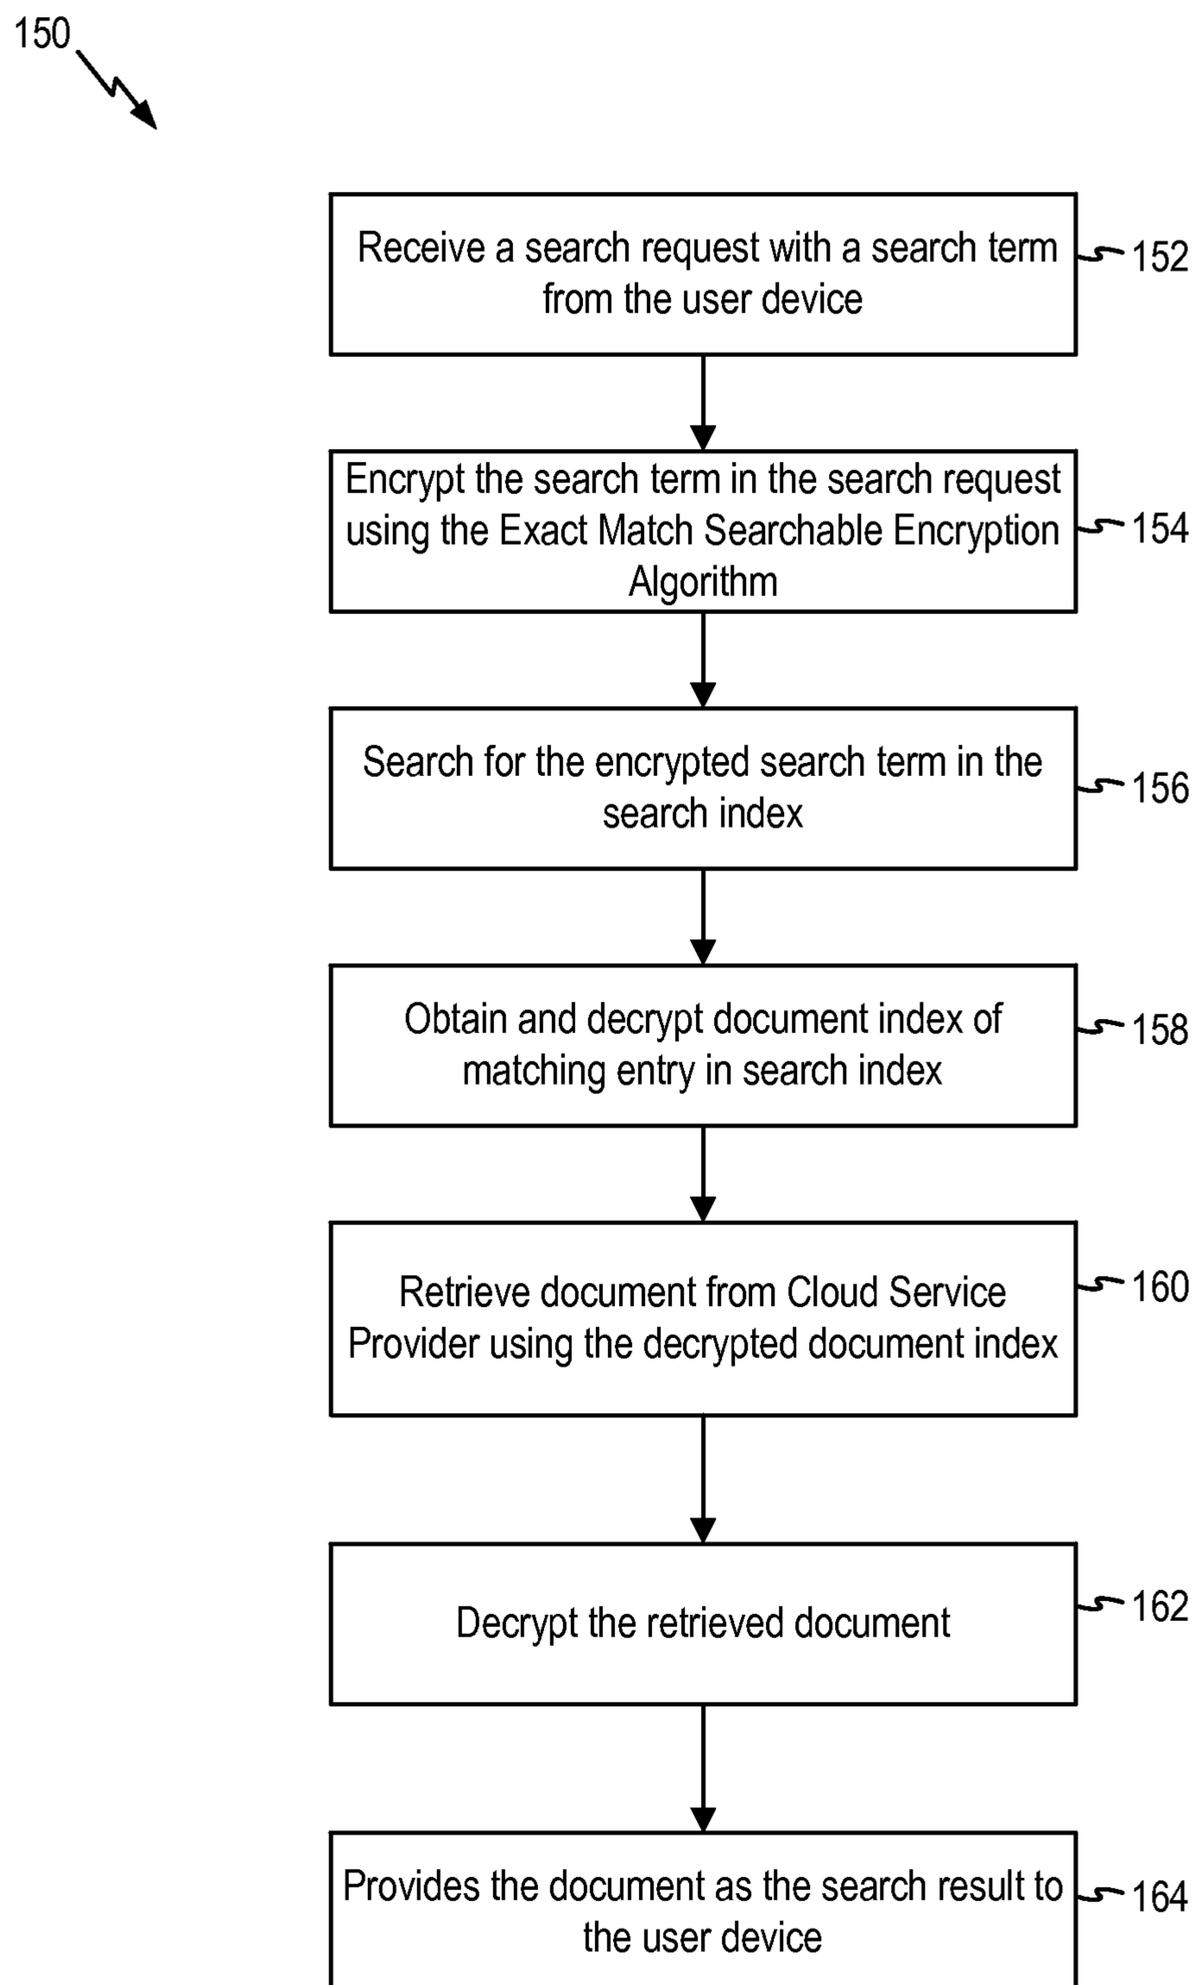 150
Receive a search request with a search term
from the user device
152
Encrypt the search term in the search request
using the Exact Match Searchable Encryption
Algorithm
154
Search for the encrypted search term in the
search index
156
Obtain and decrypt document index of
matching entry in search index
158
Retrieve document from Cloud Service
Provider using the decrypted document index
160
Decrypt the retrieved document
162
Provides the document as the search result to
the user device
164